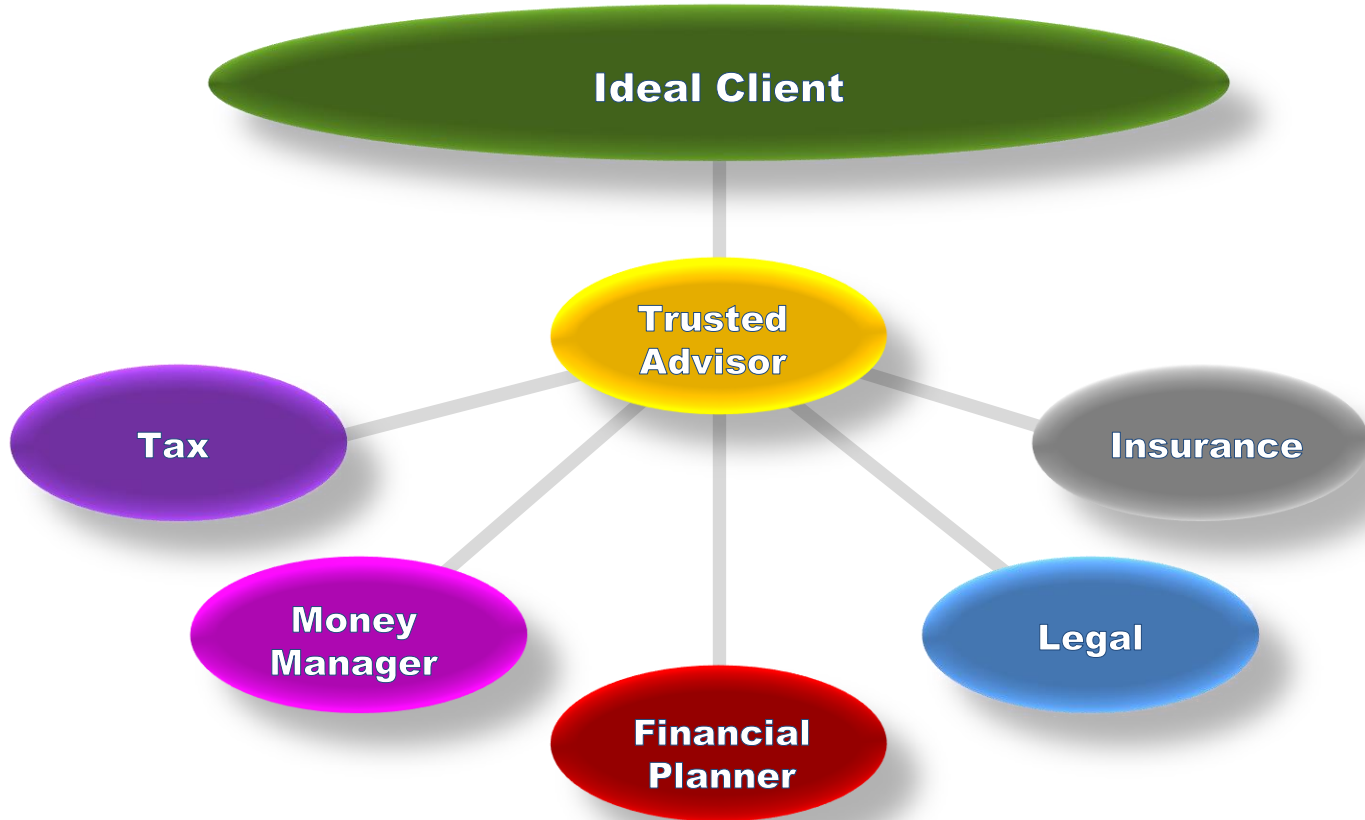 Ideal Client
Trusted
Advisor
Tax
Insurance
Money
Manager
Legal
Financial
Planner